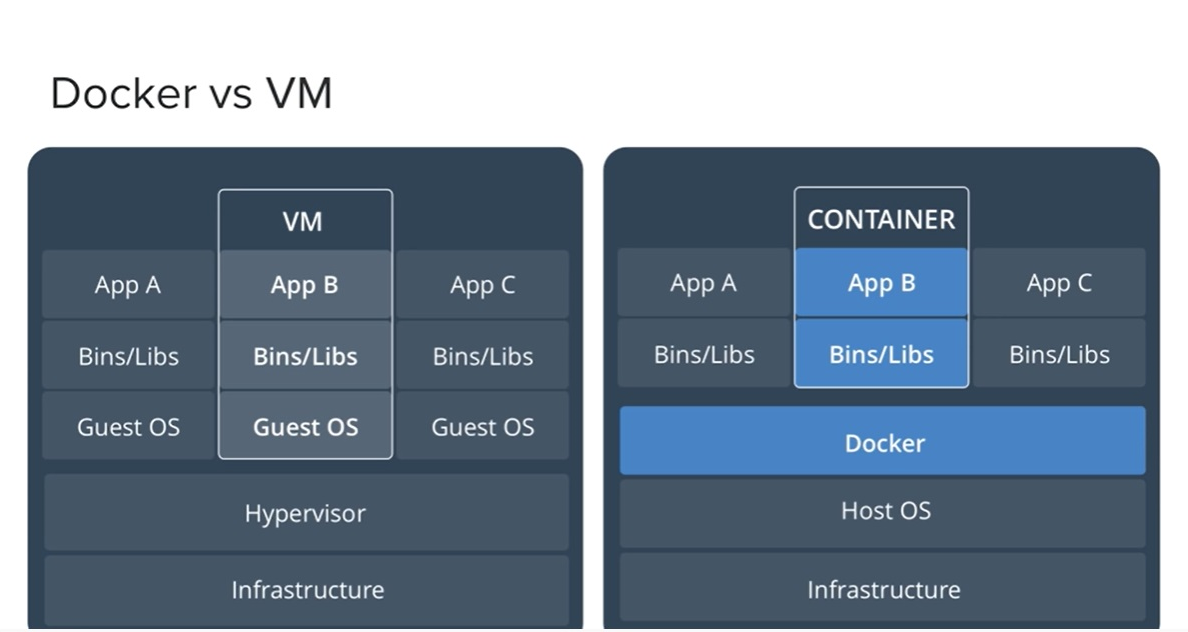 Docker vs VM
VM
App A
App B
App C
Bins/Libs
Bins/Libs
Bins/Libs
Guest OS
Guest OS
Guest OS
Hypervisor
Infrastructure
CONTAINER
App A
App B
App C
Bins/Libs
Bins/Libs
Bins/Libs
Docker
Host OS
Infrastructure